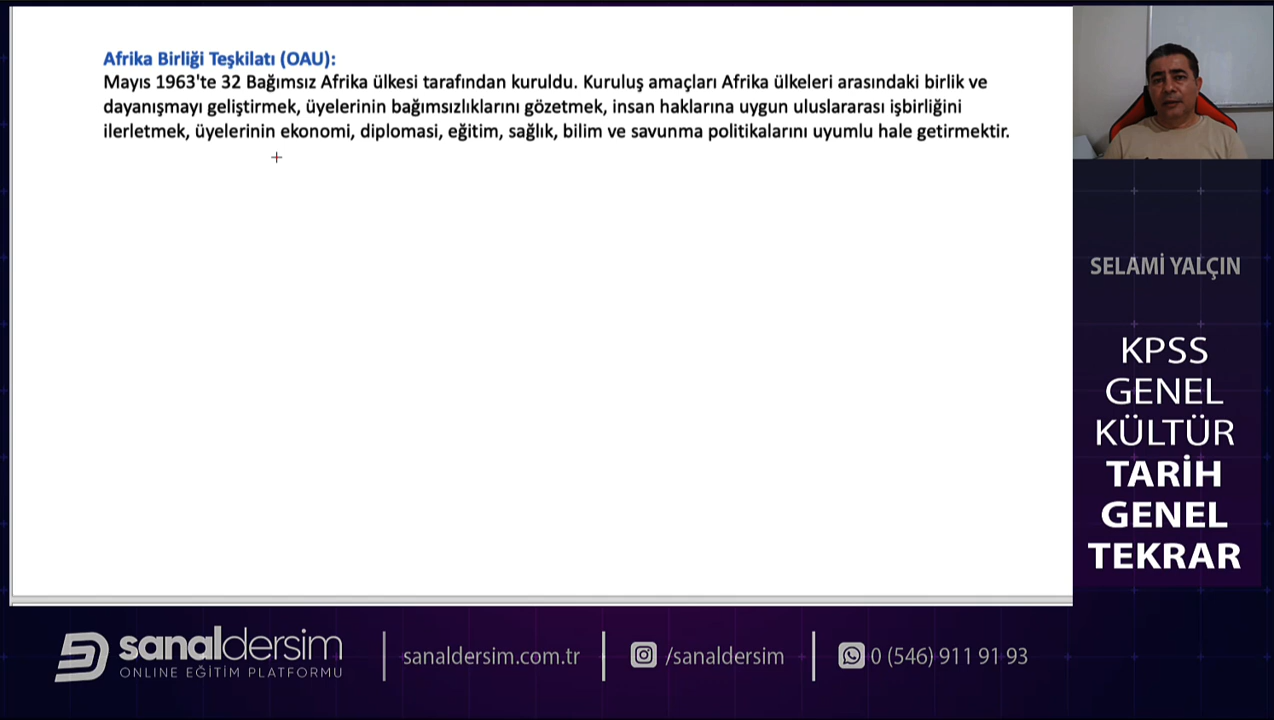 Afrika Birliği Teşkilatı (OAU):
Mayıs 1963'te 32 Bağımsız Afrika ülkesi tarafından kuruldu. Kuruluş amaçları Afrika ülkeleri arasındaki birlik ve
dayanışmayı geliştirmek, üyelerinin bağımsızlıklarını gözetmek, insan haklarına uygun uluslararası işbirliğini
ilerletmek, üyelerinin ekonomi, diplomasi, eğitim, sağlık, bilim ve savunma politikalarını uyumlu hale getirmektir.
SELAMİ YALÇIN
KPSS
GENEL
KÜLTÜR
TARİH
GENEL
TEKRAR
sanaldersim
ONLINE EĞİTİM PLATFORMU
sanaldersim.com.tr
/sanaldersim
0 (546) 911 91 93